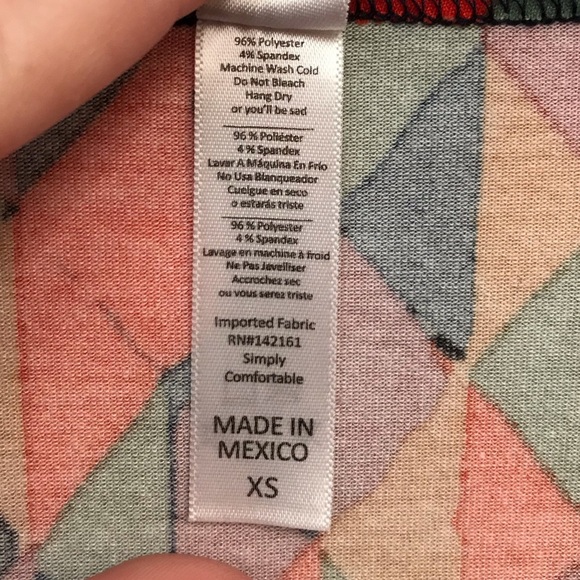 96% Polyester
4% Spandex
Machine Wash Cold
Do Not Bleach
Hang Dry
or you'll be sad
96 % Poliéster
4 % Spandex
Lavar A Máquina En Frío
No Usa Blanqueador
Cuelgue en seco
o estarás triste
96 % Polyester
4 % Spandex
Lavage en machine à froid
Ne Pas Javelliser
Accrochez sec
ou vous serez triste
Imported Fabric
RN#142161
Simply
Comfortable
MADE IN
MEXICO
XS